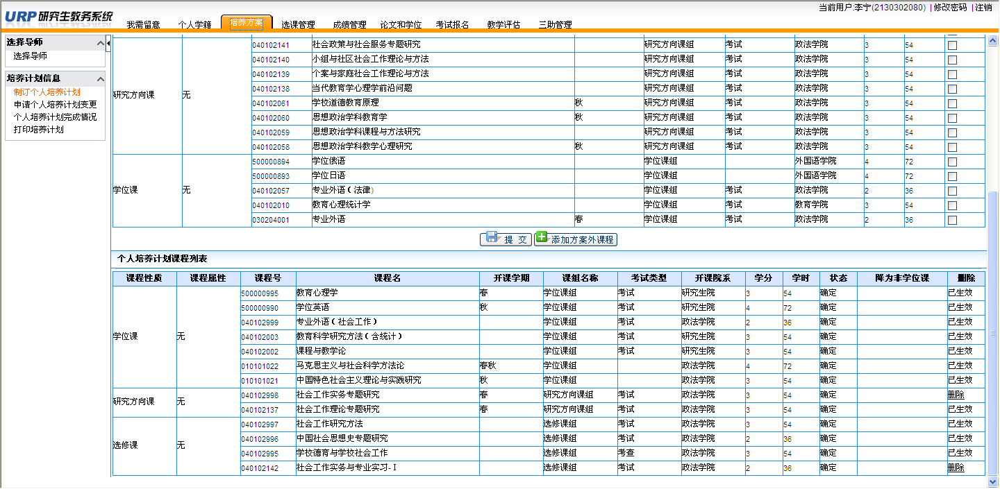 当前用户:李宁(2130302080) |修改密码 |注销
URP研究生教务系统
我需留意 个人学籍 培养方案 选课管理 成绩管理 论文和学位 考试报名 教学评估 三助管理
选择导师
选择导师
培养计划信息
制订个人培养计划
申请个人培养计划变更
个人培养计划完成情况
打印培养计划
研究方向课 无
040102141 社会政策与社会服务专题研究 研究方向课组 考试 政法学院 3 54
040102140 小组与社区社会工作理论与方法 研究方向课组 考试 政法学院 3 54
040102139 个案与家庭社会工作理论与方法 研究方向课组 考试 政法学院 3 54
040102138 当代教育学心理学前沿问题 研究方向课组 考试 政法学院 3 54
040102061 学校道德教育原理 秋 研究方向课组 考试 政法学院 3 54
040102060 思想政治学科教育学 秋 研究方向课组 考试 政法学院 3 54
040102059 思想政治学科课程与方法研究 研究方向课组 考试 政法学院 3 54
040102058 思想政治学科教学心理研究 秋 研究方向课组 考试 政法学院 3 54
学位课 无
500000894 学位俄语 学位课组 外国语学院 4 72
500000893 学位日语 学位课组 外国语学院 4 72
040102057 专业外语(法律) 学位课组 考试 政法学院 2 36
040102010 教育心理统计学 学位课组 考试 教育学院 3 54
030204001 专业外语 春 学位课组 考试 政法学院 2 36
提 交 添加方案外课程
个人培养计划课程列表
课程性质 课程属性 课程号 课程名 开课学期 课组名称 考试类型 开课院系 学分 学时 状态 降为非学位课 删除
学位课 无
500000995 教育心理学 春 学位课组 考试 研究生院 3 54 确定 已生效
500000990 学位英语 秋 学位课组 考试 研究生院 4 72 确定 已生效
040102999 专业外语(社会工作) 学位课组 考试 政法学院 2 36 确定 已生效
040102003 教育科学研究方法(含统计) 学位课组 考试 研究生院 3 54 确定 已生效
040102002 课程与教学论 学位课组 考试 研究生院 3 54 确定 已生效
010101022 马克思主义与社会科学方法论 春秋 学位课组 政法学院 4 72 确定 已生效
010101021 中国特色社会主义理论与实践研究 秋 学位课组 政法学院 3 54 确定 已生效
研究方向课 无
040102998 社会工作实务专题研究 春 研究方向课组 考试 政法学院 3 54 确定 删除
040102137 社会工作理论专题研究 春 研究方向课组 考试 政法学院 3 54 确定 已生效
选修课 无
040102997 社会工作研究方法 选修课组 考试 政法学院 3 54 确定 已生效
040102996 中国社会思想史专题研究 选修课组 考试 政法学院 2 36 确定 已生效
040102995 学校德育与学校社会工作 选修课组 考查 政法学院 3 54 确定 已生效
040102142 社会工作实务与专业实习-I 选修课组 考试 政法学院 2 36 确定 删除